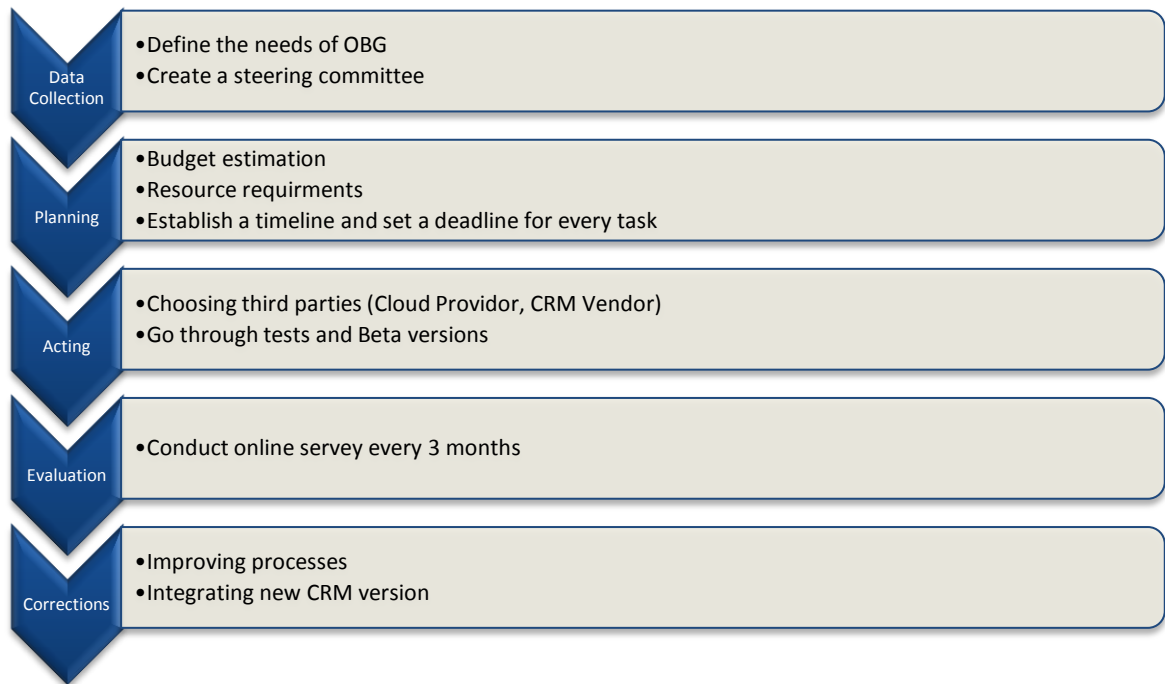 Data
Collection
•Define the needs of OBG
•Create a steering committee
Planning
•Budget estimation
•Resource requirments
•Establish a timeline and set a deadline for every task
Acting
•Choosing third parties (Cloud Providor, CRM Vendor)
•Go through tests and Beta versions
Evaluation
•Conduct online servey every 3 months
Corrections
•Improving processes
•Integrating new CRM version